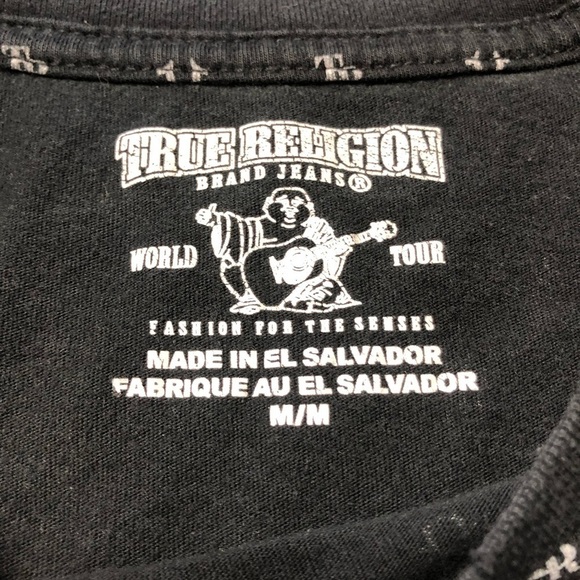 TRUE RELIGION
BRAND JEANS®
WORLD TOUR
FASHION FOR THE SENSES
MADE IN EL SALVADOR
FABRIQUE AU EL SALVADOR
M/M